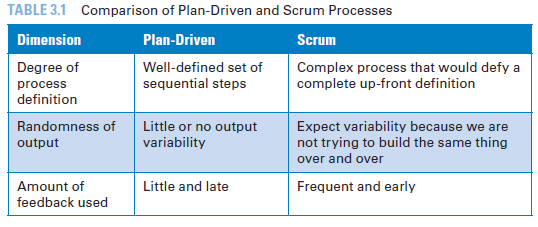 TABLE 3.1 Comparison of Plan-Driven and Scrum Processes
Dimension Plan-Driven Scrum
Degree of process definition Well-defined set of sequential steps Complex process that would defy a complete up-front definition
Randomness of output Little or no output variability Expect variability because we are not trying to build the same thing over and over
Amount of feedback used Little and late Frequent and early